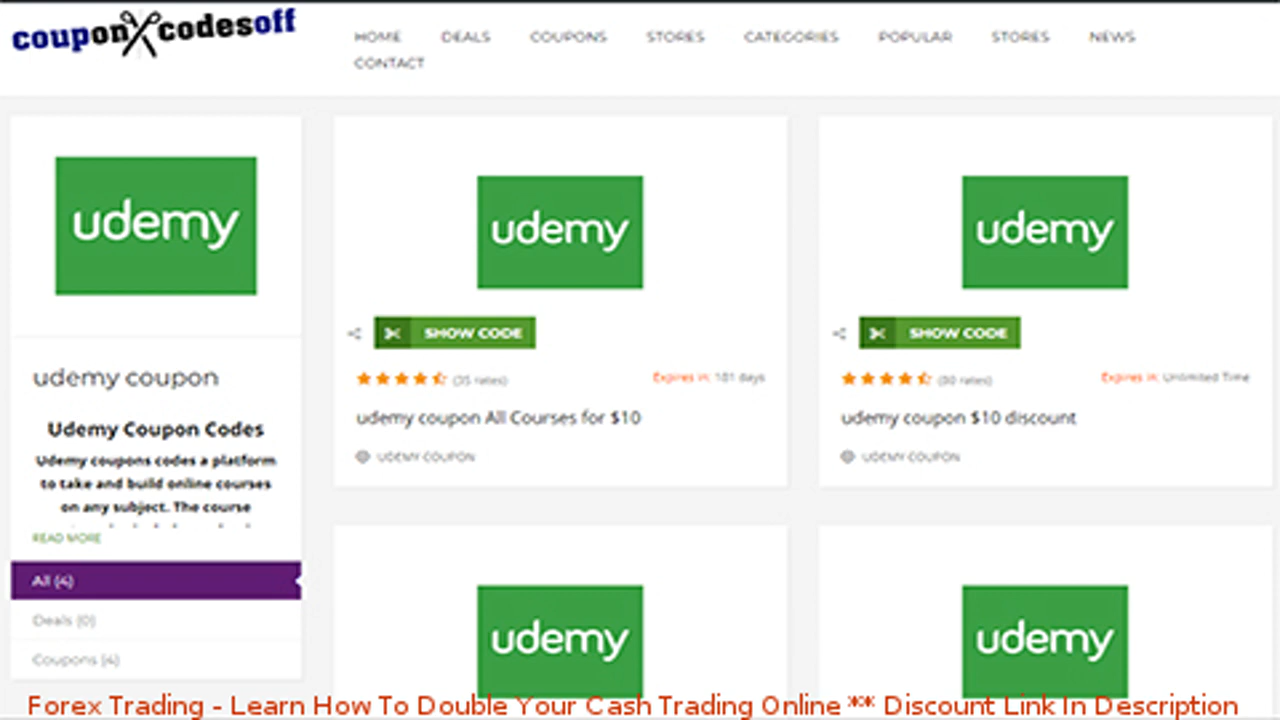 couponXcodesoff
HOME DEALS COUPONS STORES CATEGORIES POPULAR STORES NEWS
CONTACT
udemy
udemy coupon
Udemy Coupon Codes
Udemy coupons codes a platform
to take and build online courses
on any subject. The course
READ MORE
All (4)
Deals (0)
Coupons (4)
udemy
SHOW CODE
(35 rates) Expires in: 181 days
udemy coupon All Courses for $10
UDEMY COUPON
udemy
SHOW CODE
(80 rates) Expires in: Unlimited Time
udemy coupon $10 discount
UDEMY COUPON
udemy
udemy
Forex Trading - Learn How To Double Your Cash Trading Online ** Discount Link In Description